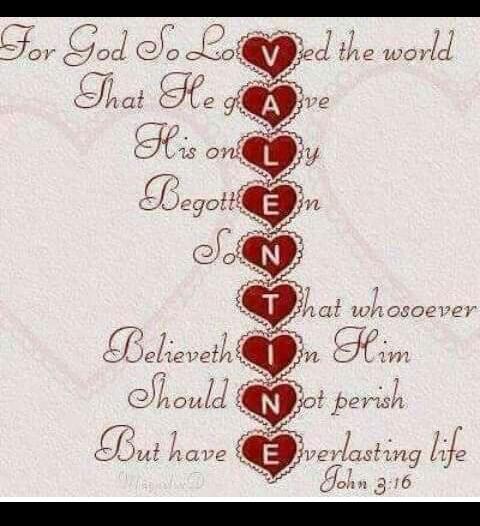 For God So LoVed the world
That He gAve
His onLy
BegottEn
SoN
That whosoever
Believeth In Him
Should Not perish
But have Everlasting life
John 3:16